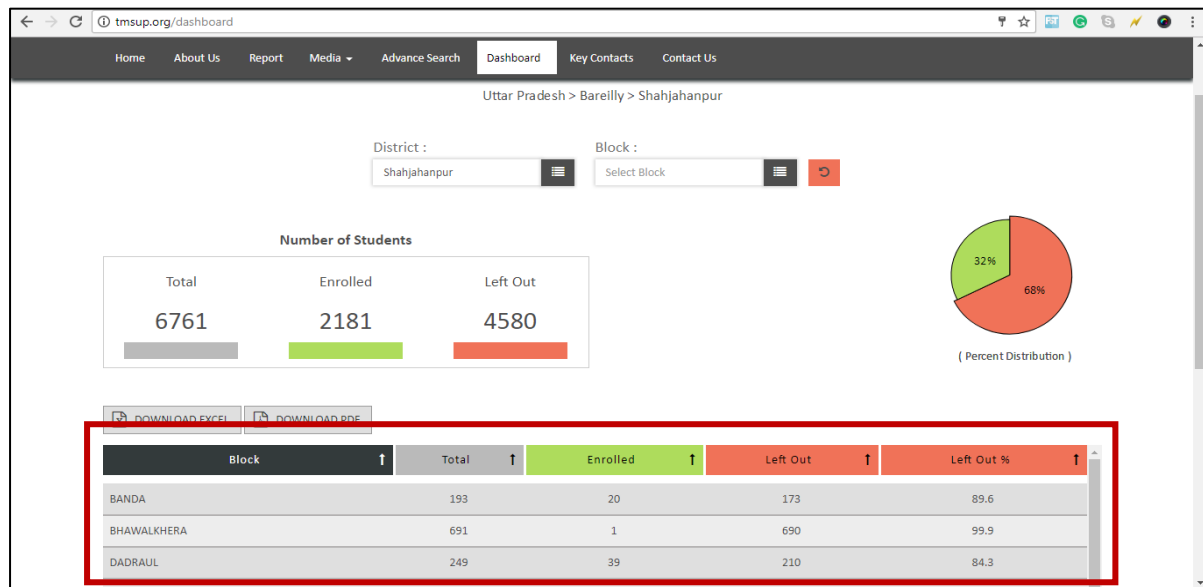 tmsup.org/dashboard
Home About Us Report Media Advance Search Dashboard Key Contacts Contact Us
Uttar Pradesh > Bareilly > Shahjahanpur
District : Block :
Shahjahanpur Select Block
Number of Students
Total Enrolled Left Out
6761 2181 4580
32%
68%
( Percent Distribution )
DOWNLOAD EXCEL DOWNLOAD PDF
Block Total Enrolled Left Out Left Out %
BANDA 193 20 173 89.6
BHAWALKHERA 691 1 690 99.9
DADRAUL 249 39 210 84.3